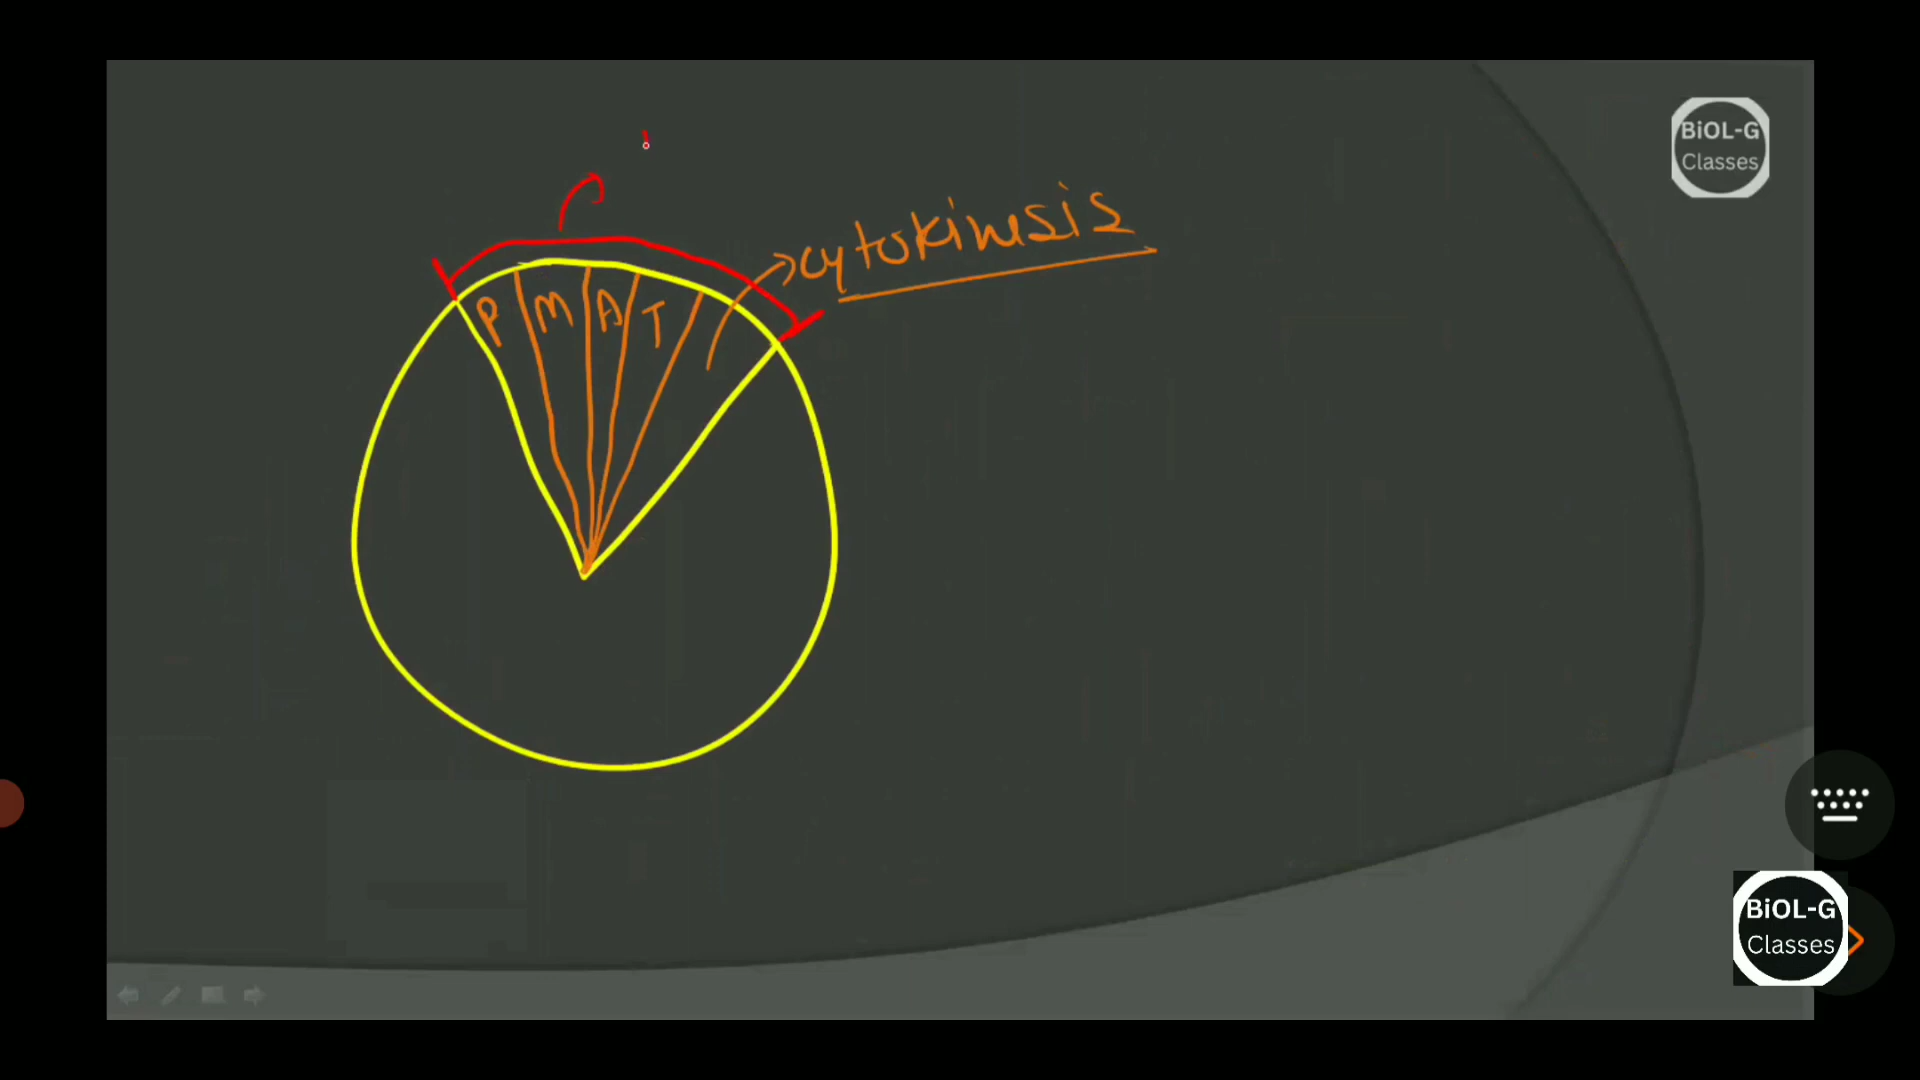 BiOL-G
Classes
cytokinesis
P M A T
BiOL-G
Classes